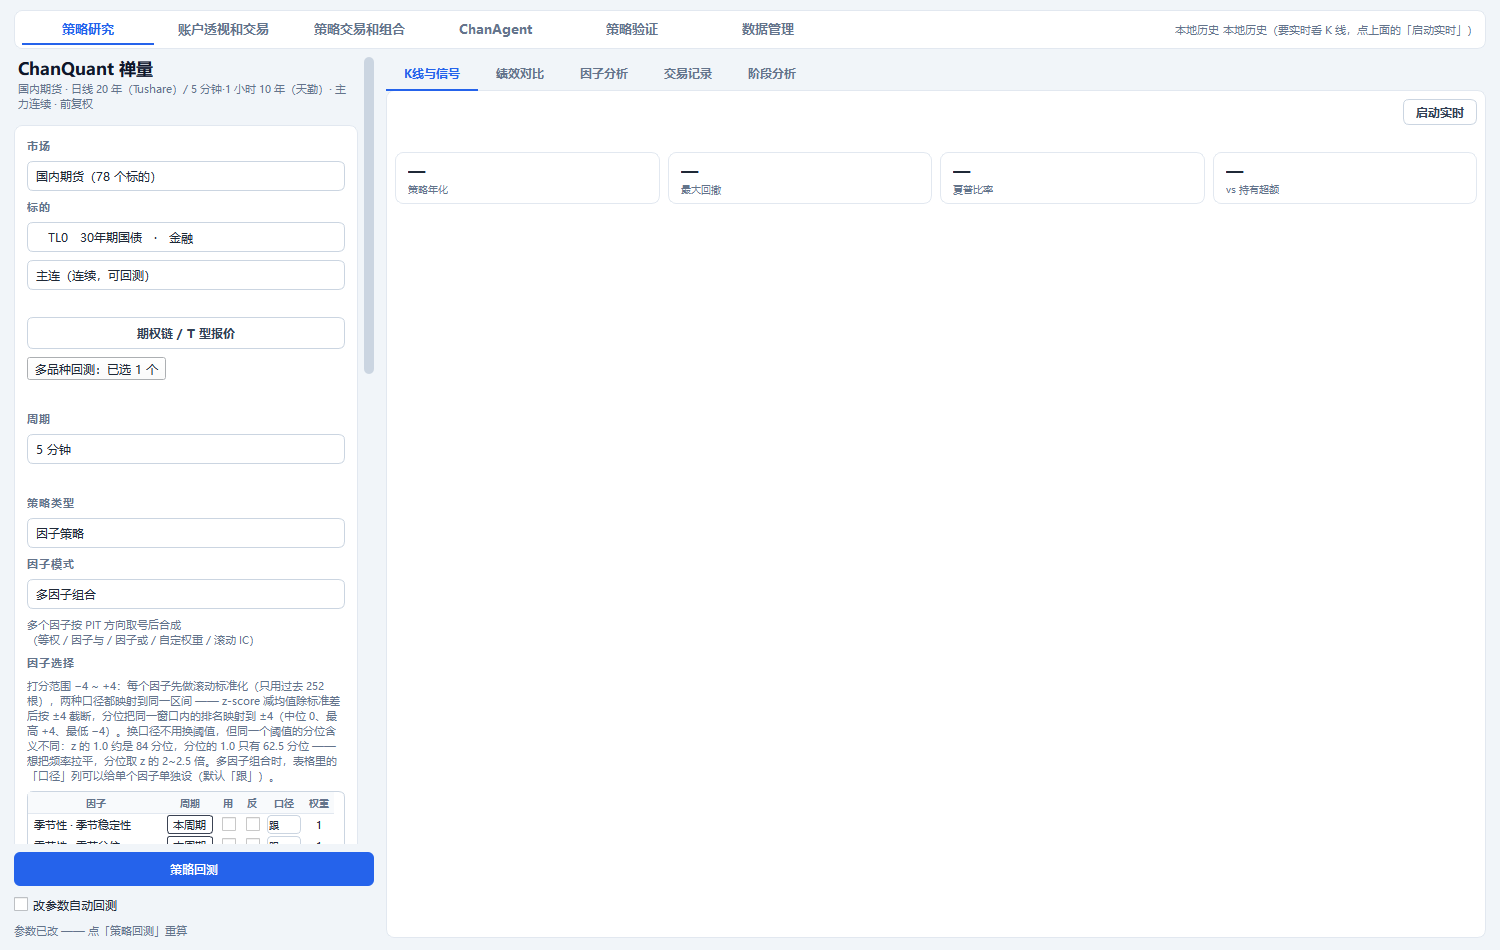 策略研究
账户透视和交易
策略交易和组合
ChanAgent
策略验证
数据管理
本地历史 本地历史（要实时看 K 线，点上面的「启动实时」）
ChanQuant 禅量
国内期货 · 日线 20 年（Tushare）/ 5 分钟·1 小时 10 年（天勤）· 主
力连续 · 前复权
K线与信号
绩效对比
因子分析
交易记录
阶段分析
启动实时
—
策略年化
—
最大回撤
—
夏普比率
—
vs 持有超额
市场
国内期货（78 个标的）
标的
TL0 30年期国债 · 金融
主连（连续，可回测）
期权链 / T 型报价
多品种回测：已选 1 个
周期
5 分钟
策略类型
因子策略
因子模式
多因子组合
多个因子按 PIT 方向取号后合成
（等权 / 因子与 / 因子或 / 自定权重 / 滚动 IC）
因子选择
打分范围 −4 ~ +4：每个因子先做滚动标准化（只用过去 252
根），两种口径都映射到同一区间 —— z-score 减均值除标准差
后按 ±4 截断，分位把同一窗口内的排名映射到 ±4（中位 0、最
高 +4、最低 −4）。换口径不用换阈值，但同一个阈值的分位含
义不同：z 的 1.0 约是 84 分位，分位的 1.0 只有 62.5 分位 ——
想把频率拉平，分位取 z 的 2~2.5 倍。多因子组合时，表格里的
「口径」列可以给单个因子单独设（默认「跟」）。
因子 周期 用 反 口径 权重
季节性 · 季节稳定性 本周期 跟 1
策略回测
改参数自动回测
参数已改 —— 点「策略回测」重算